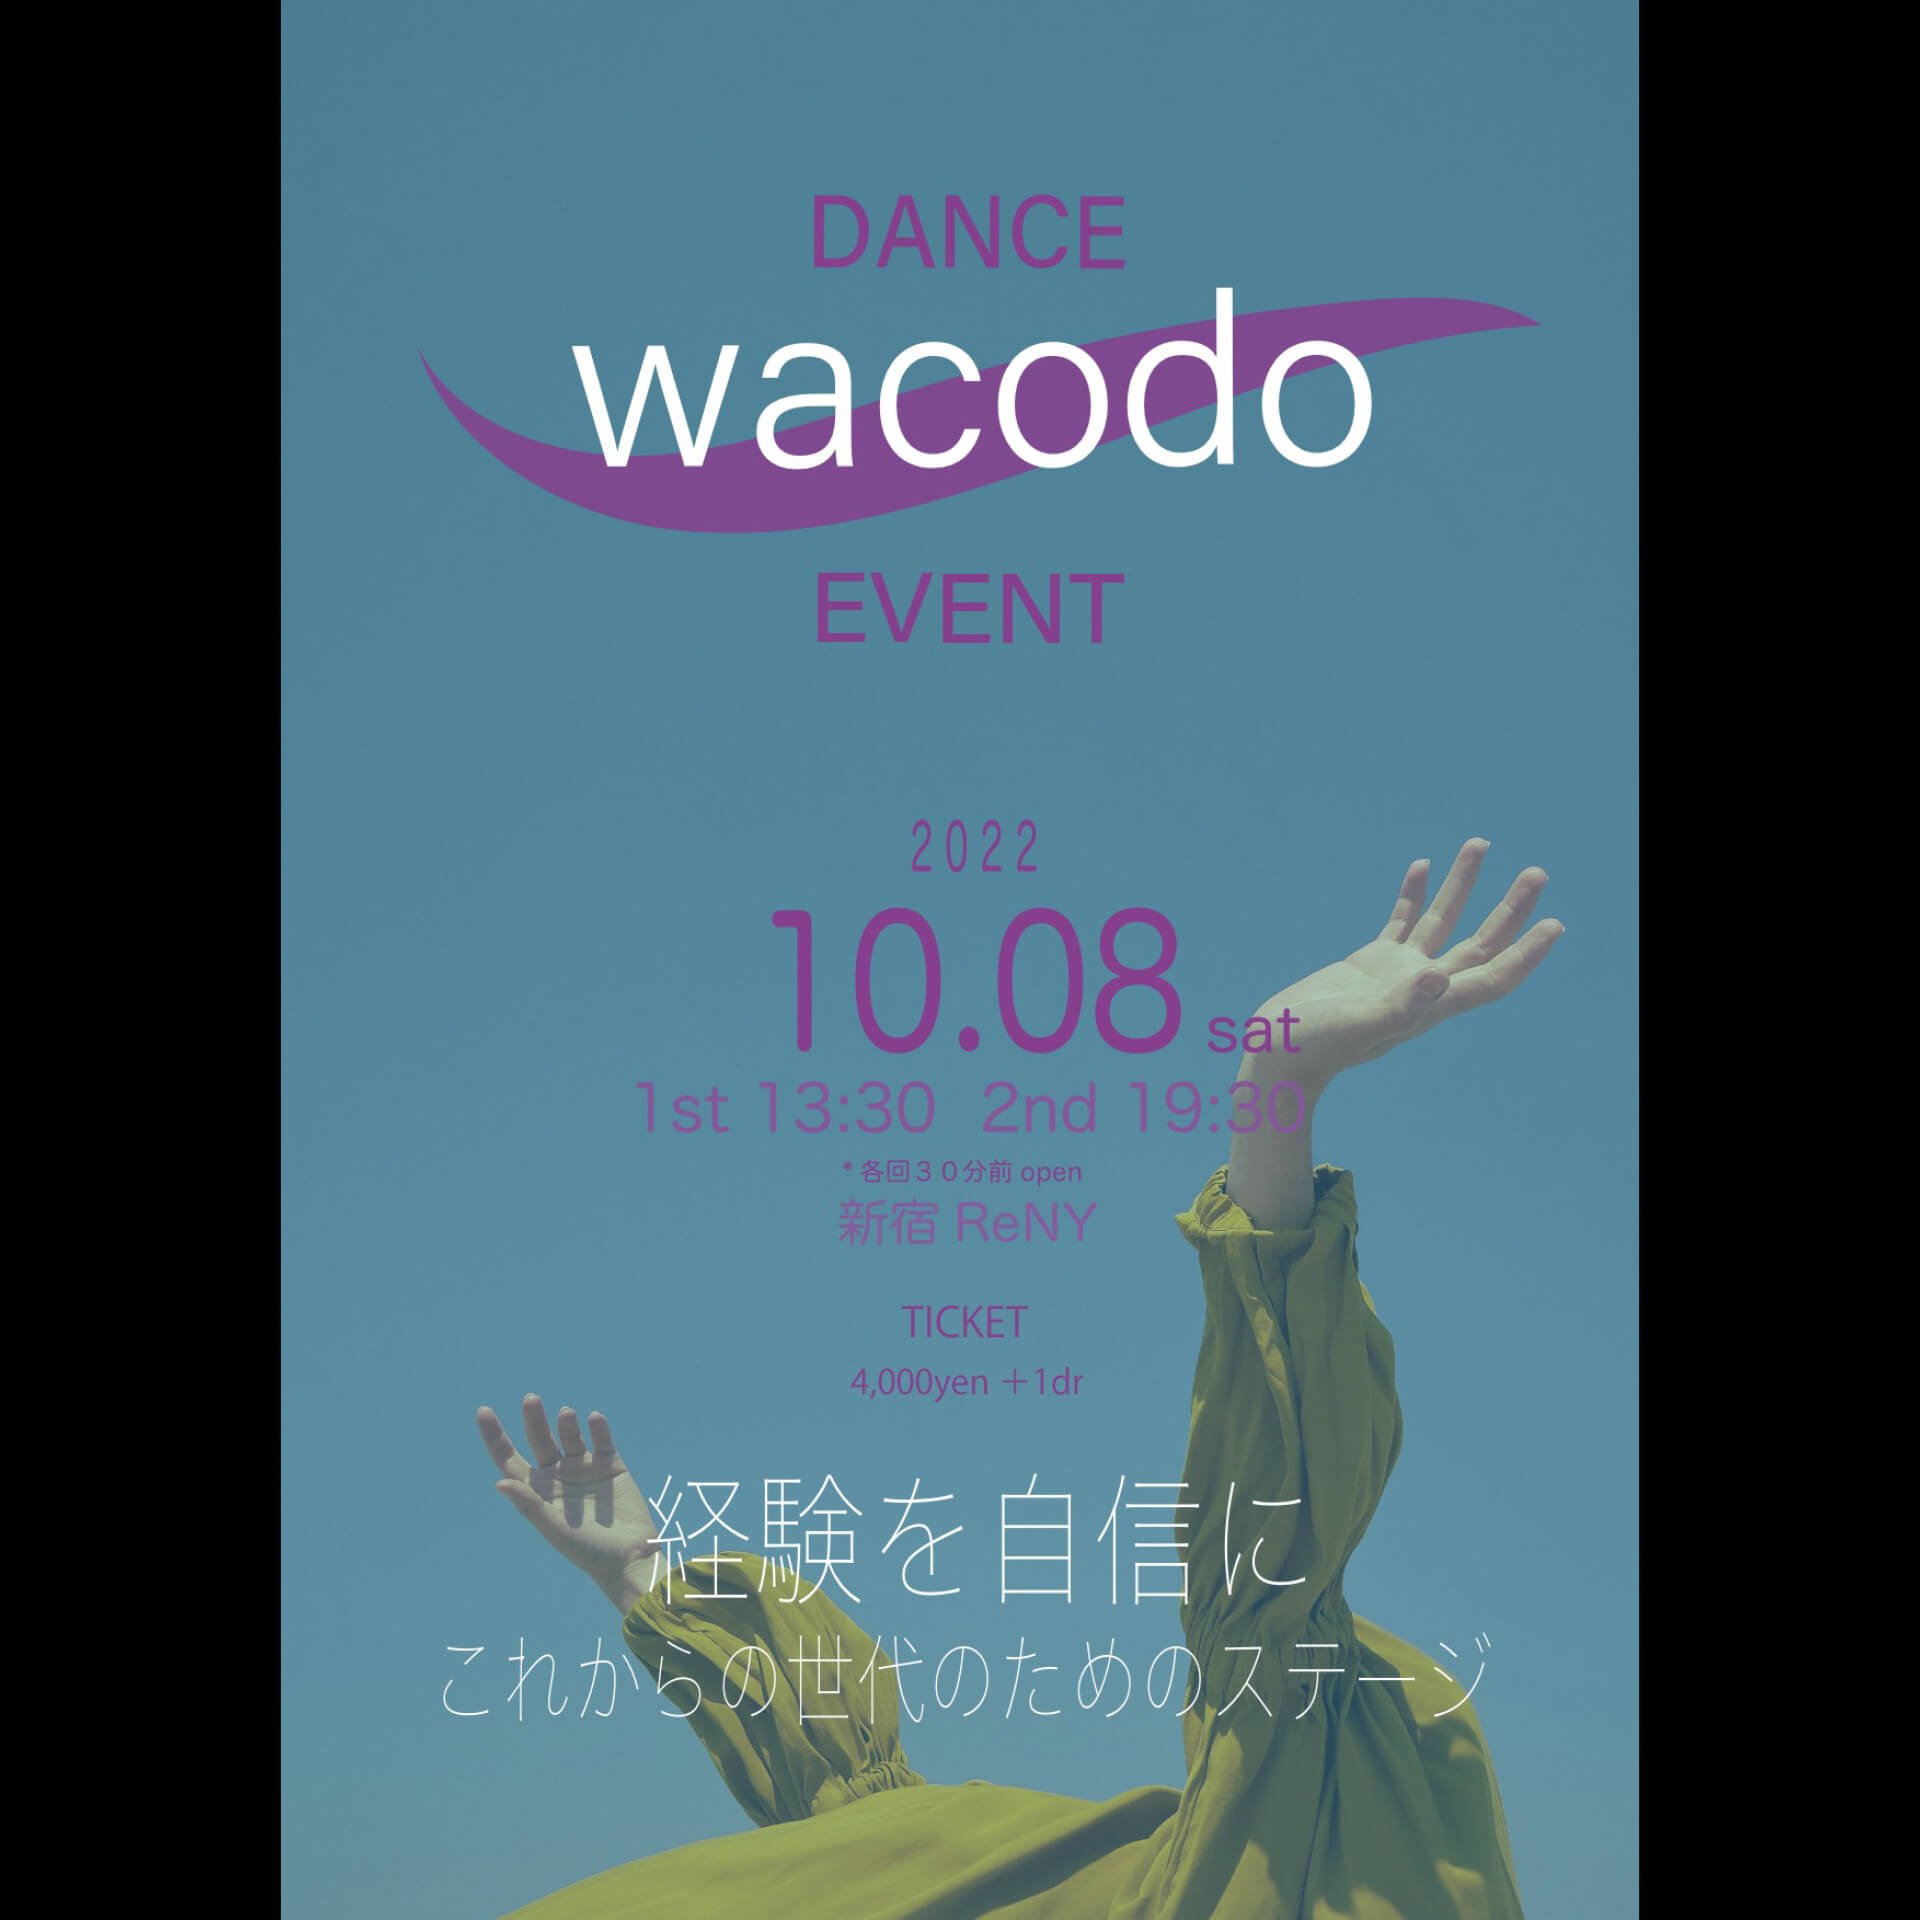 DANCE
wacodo
EVENT
2022
10.08 sat
1st 13:30 2nd 19:30
*各回３０分前 open
新宿 ReNY
TICKET
4,000yen ＋1dr
経験を自信に
これからの世代のためのステージ